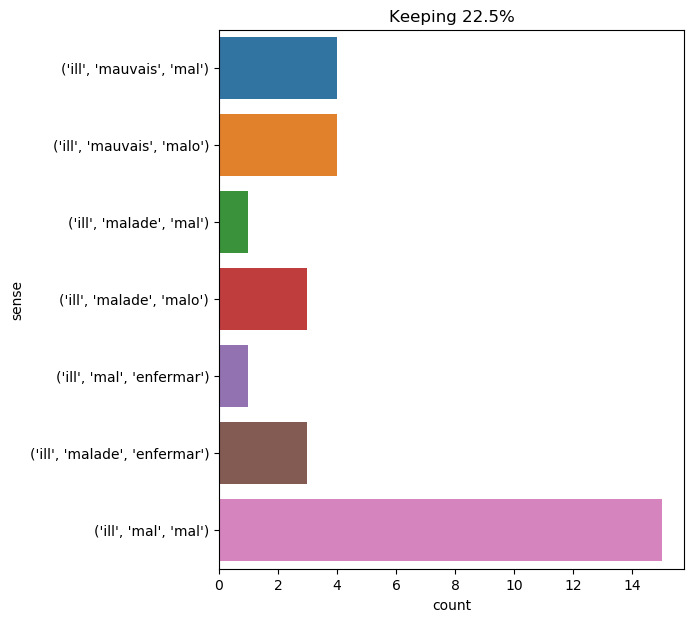 Keeping 22.5%
('ill', 'mauvais', 'mal')
('ill', 'mauvais', 'malo')
('ill', 'malade', 'mal')
('ill', 'malade', 'malo')
('ill', 'mal', 'enfermar')
('ill', 'malade', 'enfermar')
('ill', 'mal', 'mal')
sense
0 2 4 6 8 10 12 14
count